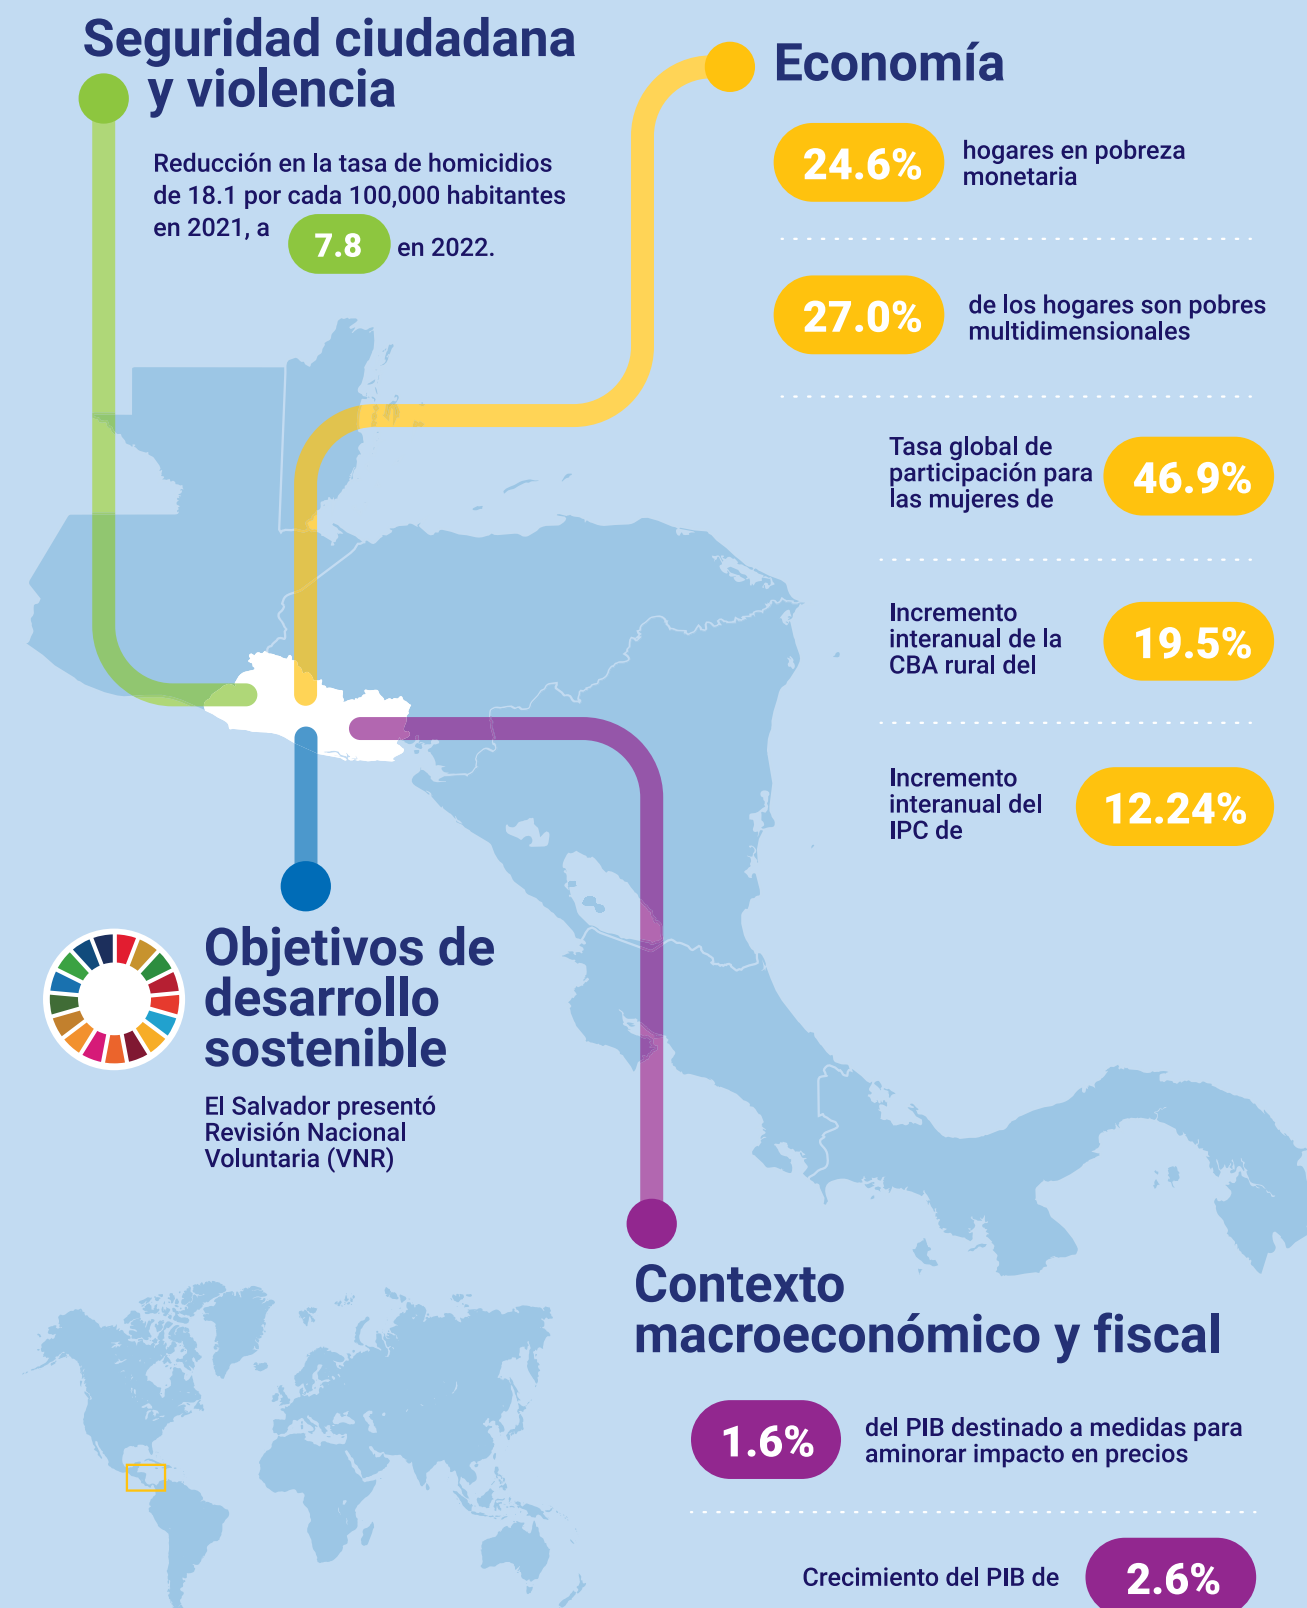 Seguridad ciudadana
y violencia
Reducción en la tasa de homicidios
de 18.1 por cada 100,000 habitantes
en 2021, a 7.8 en 2022.
Economía
24.6% hogares en pobreza
monetaria
27.0% de los hogares son pobres
multidimensionales
Tasa global de
participación para
las mujeres de 46.9%
Incremento
interanual de la
CBA rural del 19.5%
Incremento
interanual del
IPC de 12.24%
Objetivos de
desarrollo
sostenible
El Salvador presentó
Revisión Nacional
Voluntaria (VNR)
Contexto
macroeconómico y fiscal
1.6% del PIB destinado a medidas para
aminorar impacto en precios
Crecimiento del PIB de 2.6%